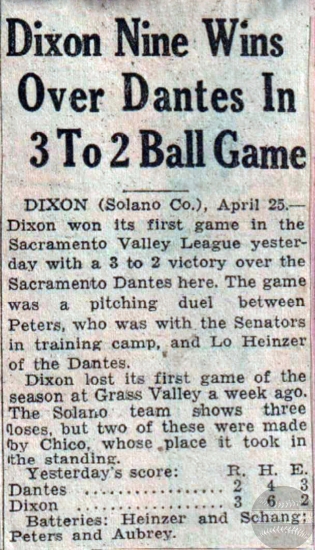 Dixon Nine Wins
Over Dantes In
3 To 2 Ball Game
DIXON (Solano Co.), April 25.—
Dixon won its first game in the
Sacramento Valley League yester-
day with a 3 to 2 victory over the
Sacramento Dantes here. The game
was a pitching duel between
Peters, who was with the Senators
in training camp, and Lo Heinzer
of the Dantes.
Dixon lost its first game of the
season at Grass Valley a week ago.
The Solano team shows three
loses, but two of these were made
by Chico, whose place it took in
the standing.
Yesterday's score: R. H. E.
Dantes .................. 2 4 3
Dixon .................... 3 6 2
Batteries: Heinzer and Schang;
Peters and Aubrey.